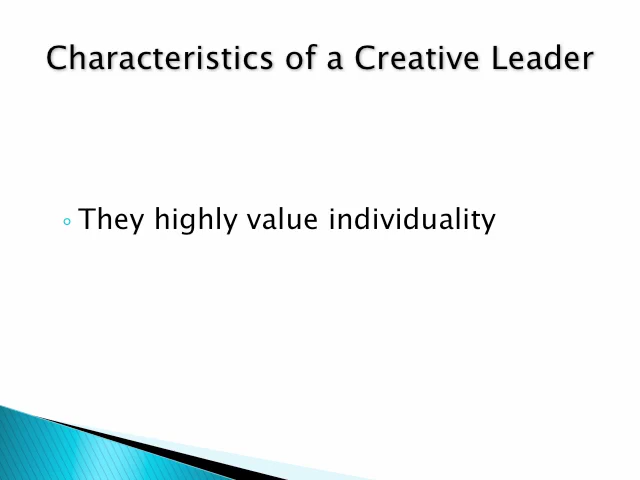 Characteristics of a Creative Leader
◦ They highly value individuality